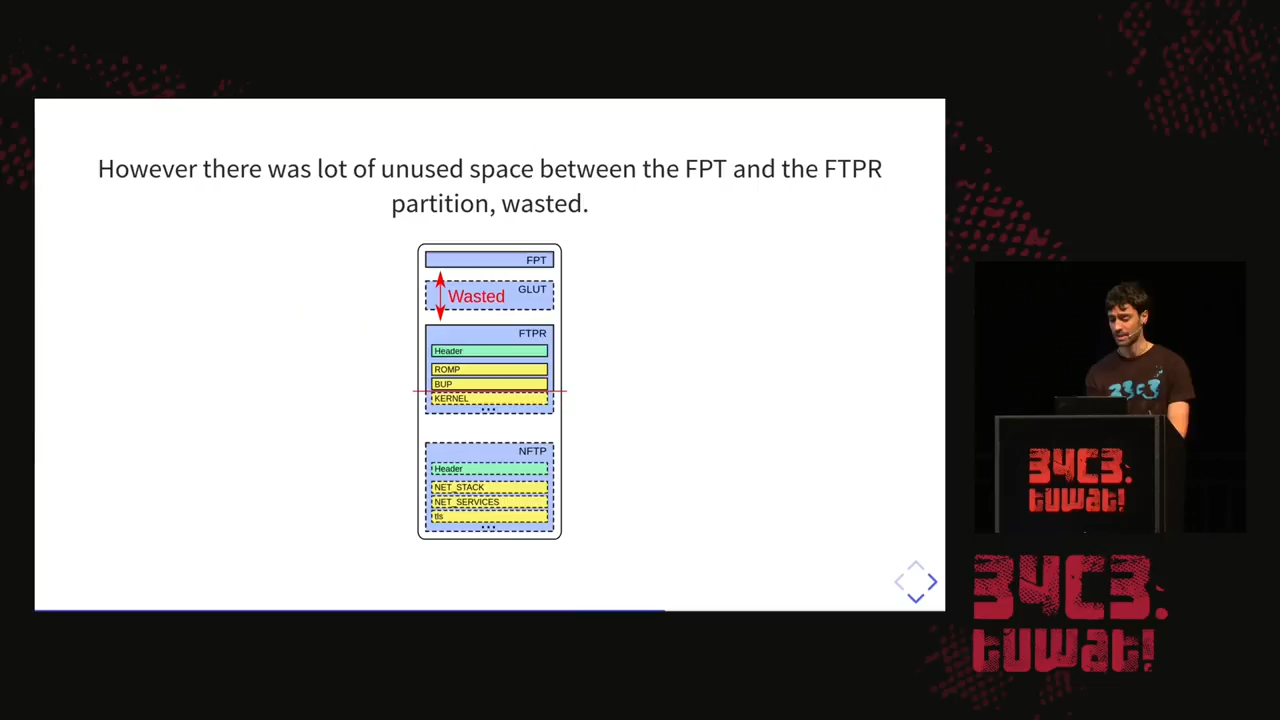 However there was lot of unused space between the FPT and the FTPR
partition, wasted.
FPT
GLUT
Wasted
FTPR
Header
ROMP
BUP
KERNEL
...
NFTP
Header
NET_STACK
NET_SERVICES
tls
...
23c3
34C3.
tuwat!
34C3.
tuwat!